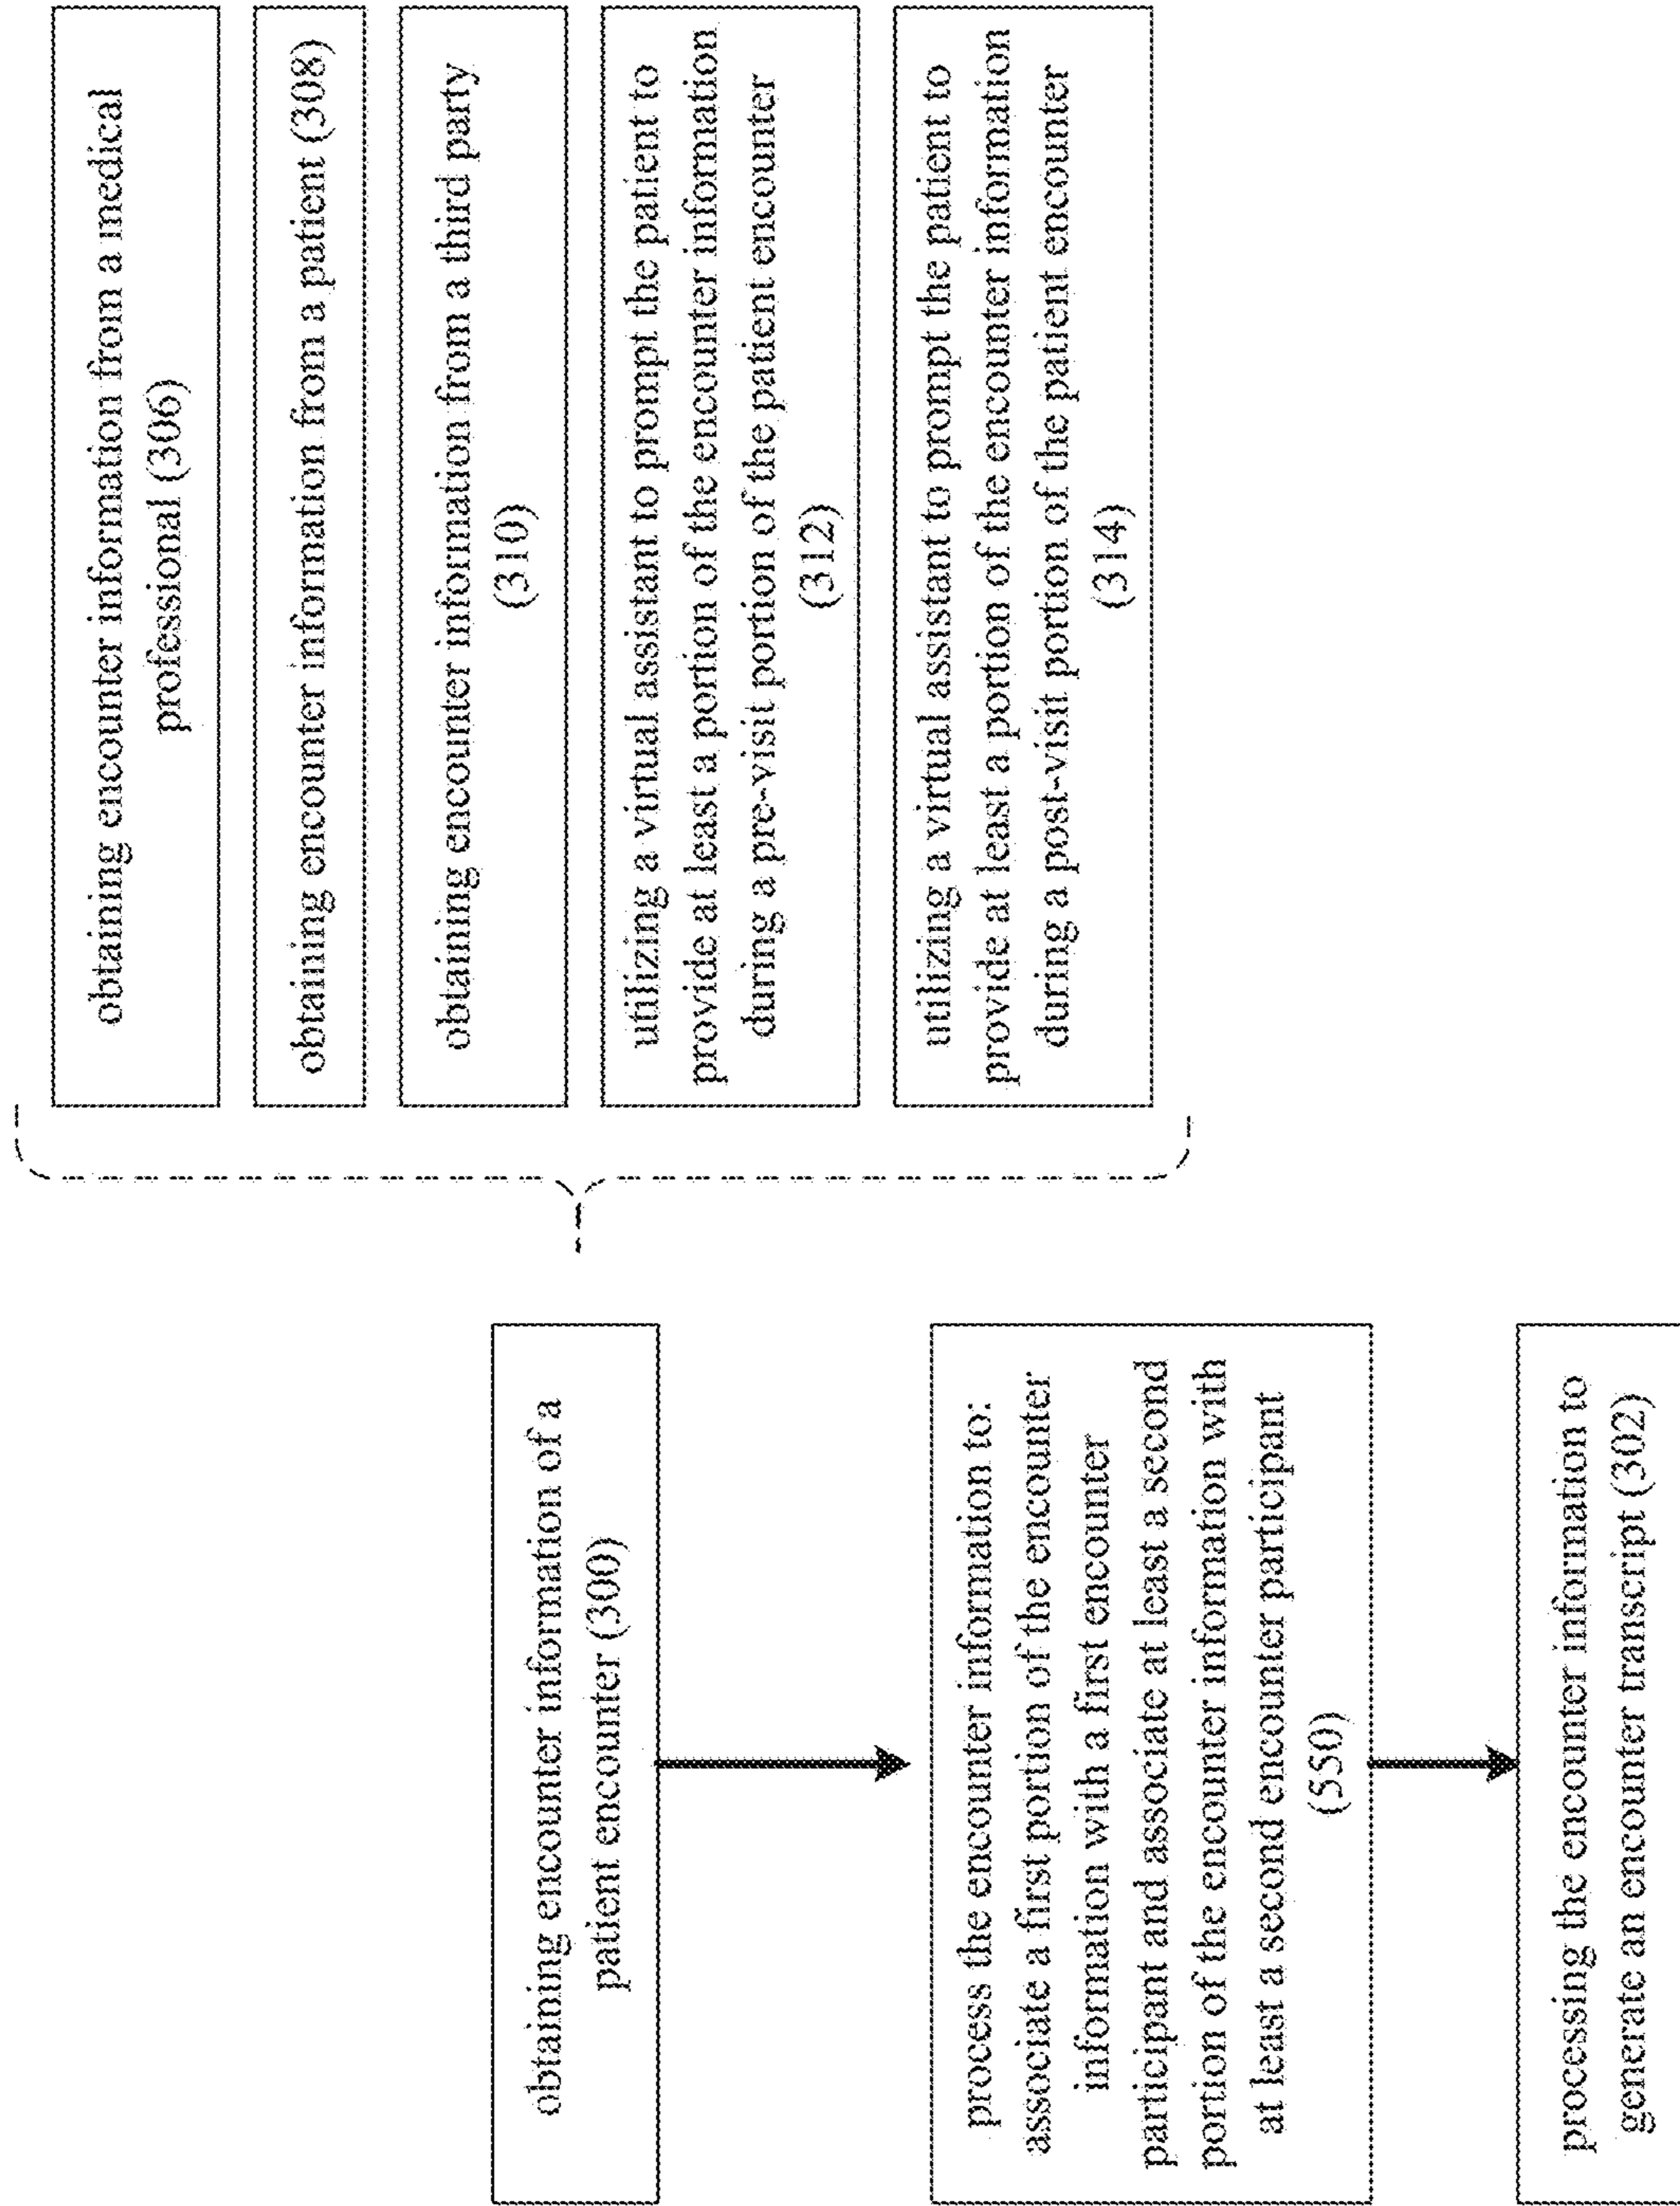 obtaining encounter information of a
patient encounter (300)
process the encounter information to:
associate a first portion of the encounter
information with a first encounter
participant and associate at least a second
portion of the encounter information with
at least a second encounter participant
(550)
processing the encounter information to
generate an encounter transcript (302)
obtaining encounter information from a medical
professional (306)
obtaining encounter information from a patient (308)
obtaining encounter information from a third party
(310)
utilizing a virtual assistant to prompt the patient to
provide at least a portion of the encounter information
during a pre-visit portion of the patient encounter
(312)
utilizing a virtual assistant to prompt the patient to
provide at least a portion of the encounter information
during a post-visit portion of the patient encounter
(314)